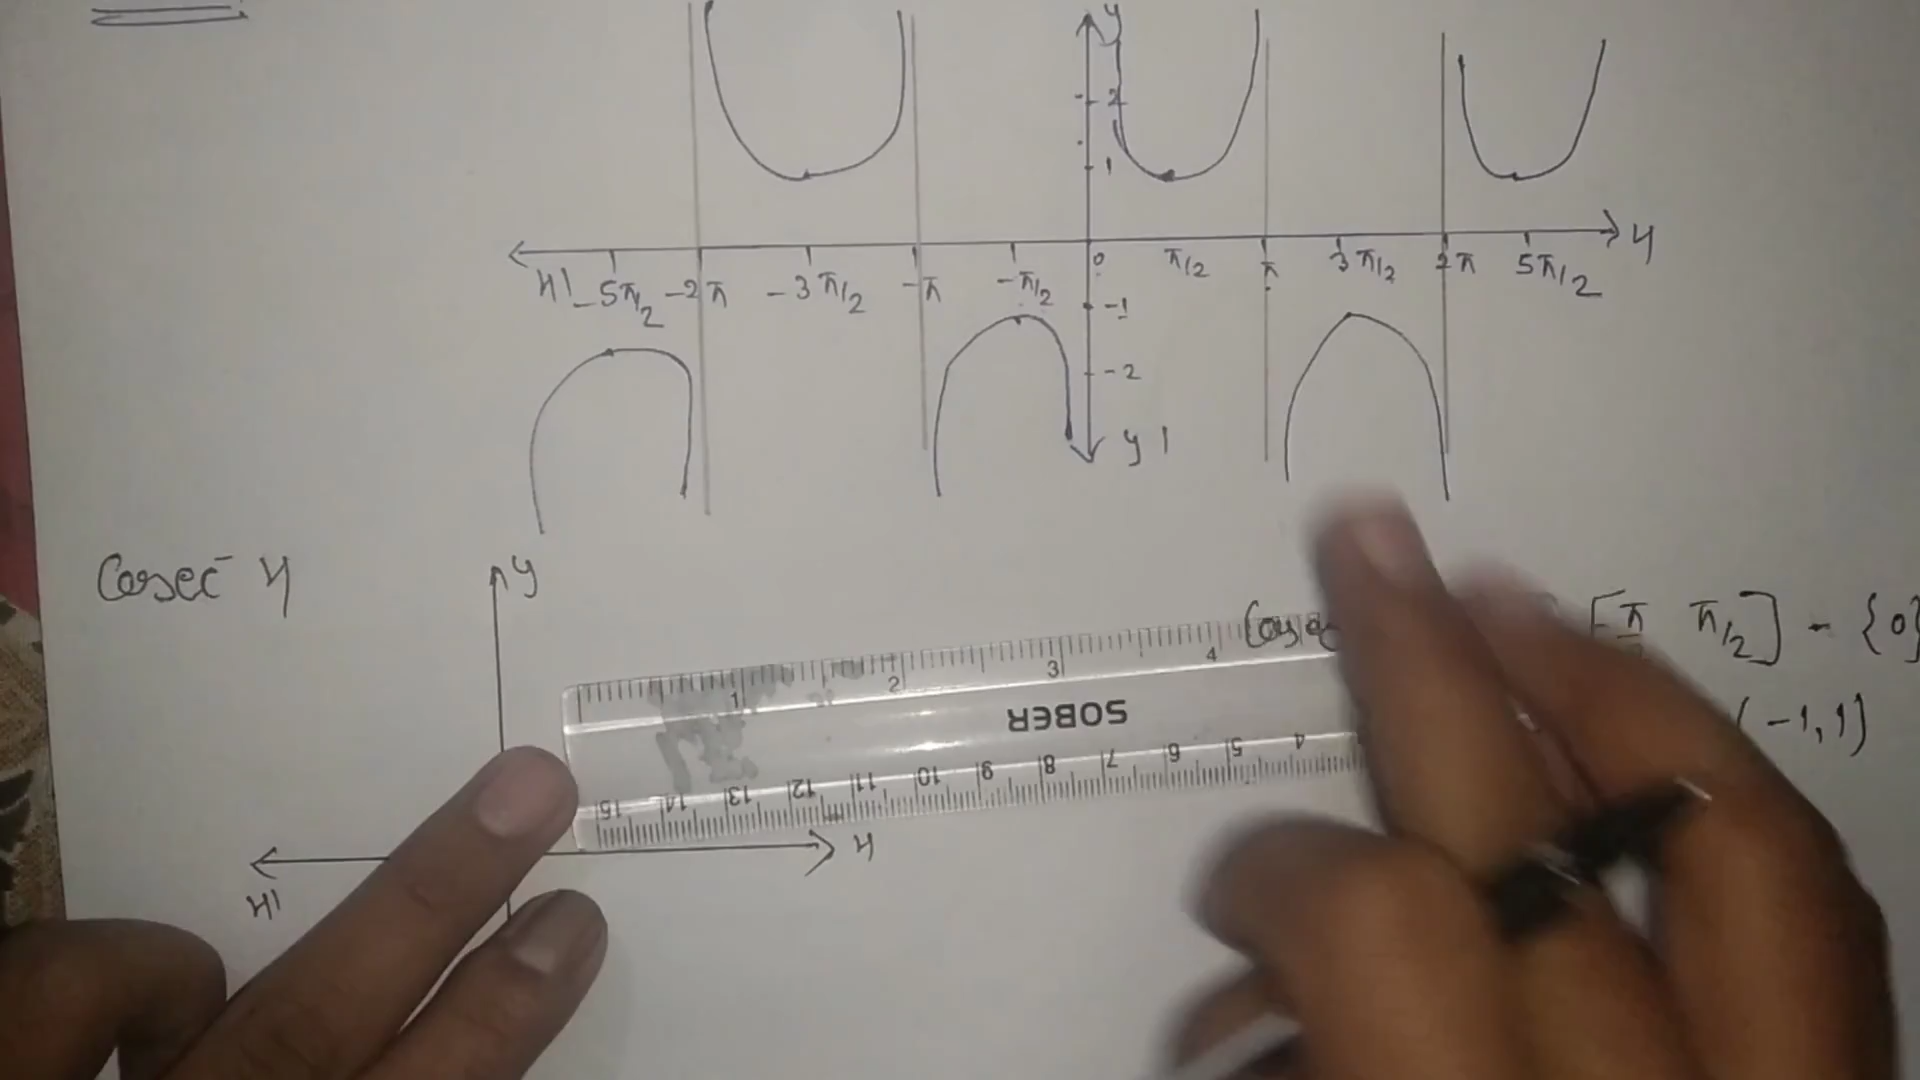 y
2
1
0 π/2 π 3π/2 2π 5π/2 x
x' -5π/2 -2π -3π/2 -π -π/2
-1
-2
y'
Cosec⁻ x y
[π π/2] - {0}
(-1,1)
1 2 3 4
SOBER
15 14 13 12 11 10 9 8 7 6 5 4
x
x'